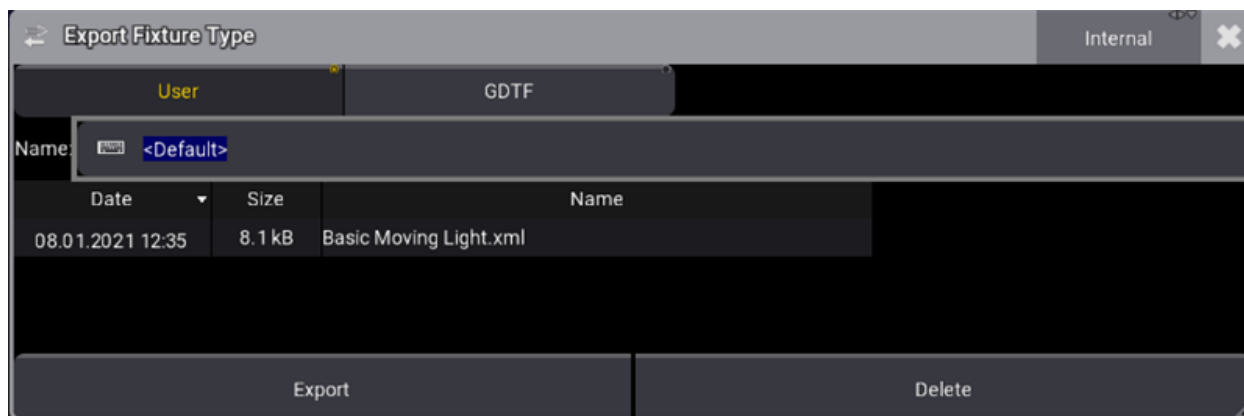 Export Fixture Type Internal
User GDTF
Name: <Default>
Date Size Name
08.01.2021 12:35 8.1 kB Basic Moving Light.xml
Export Delete